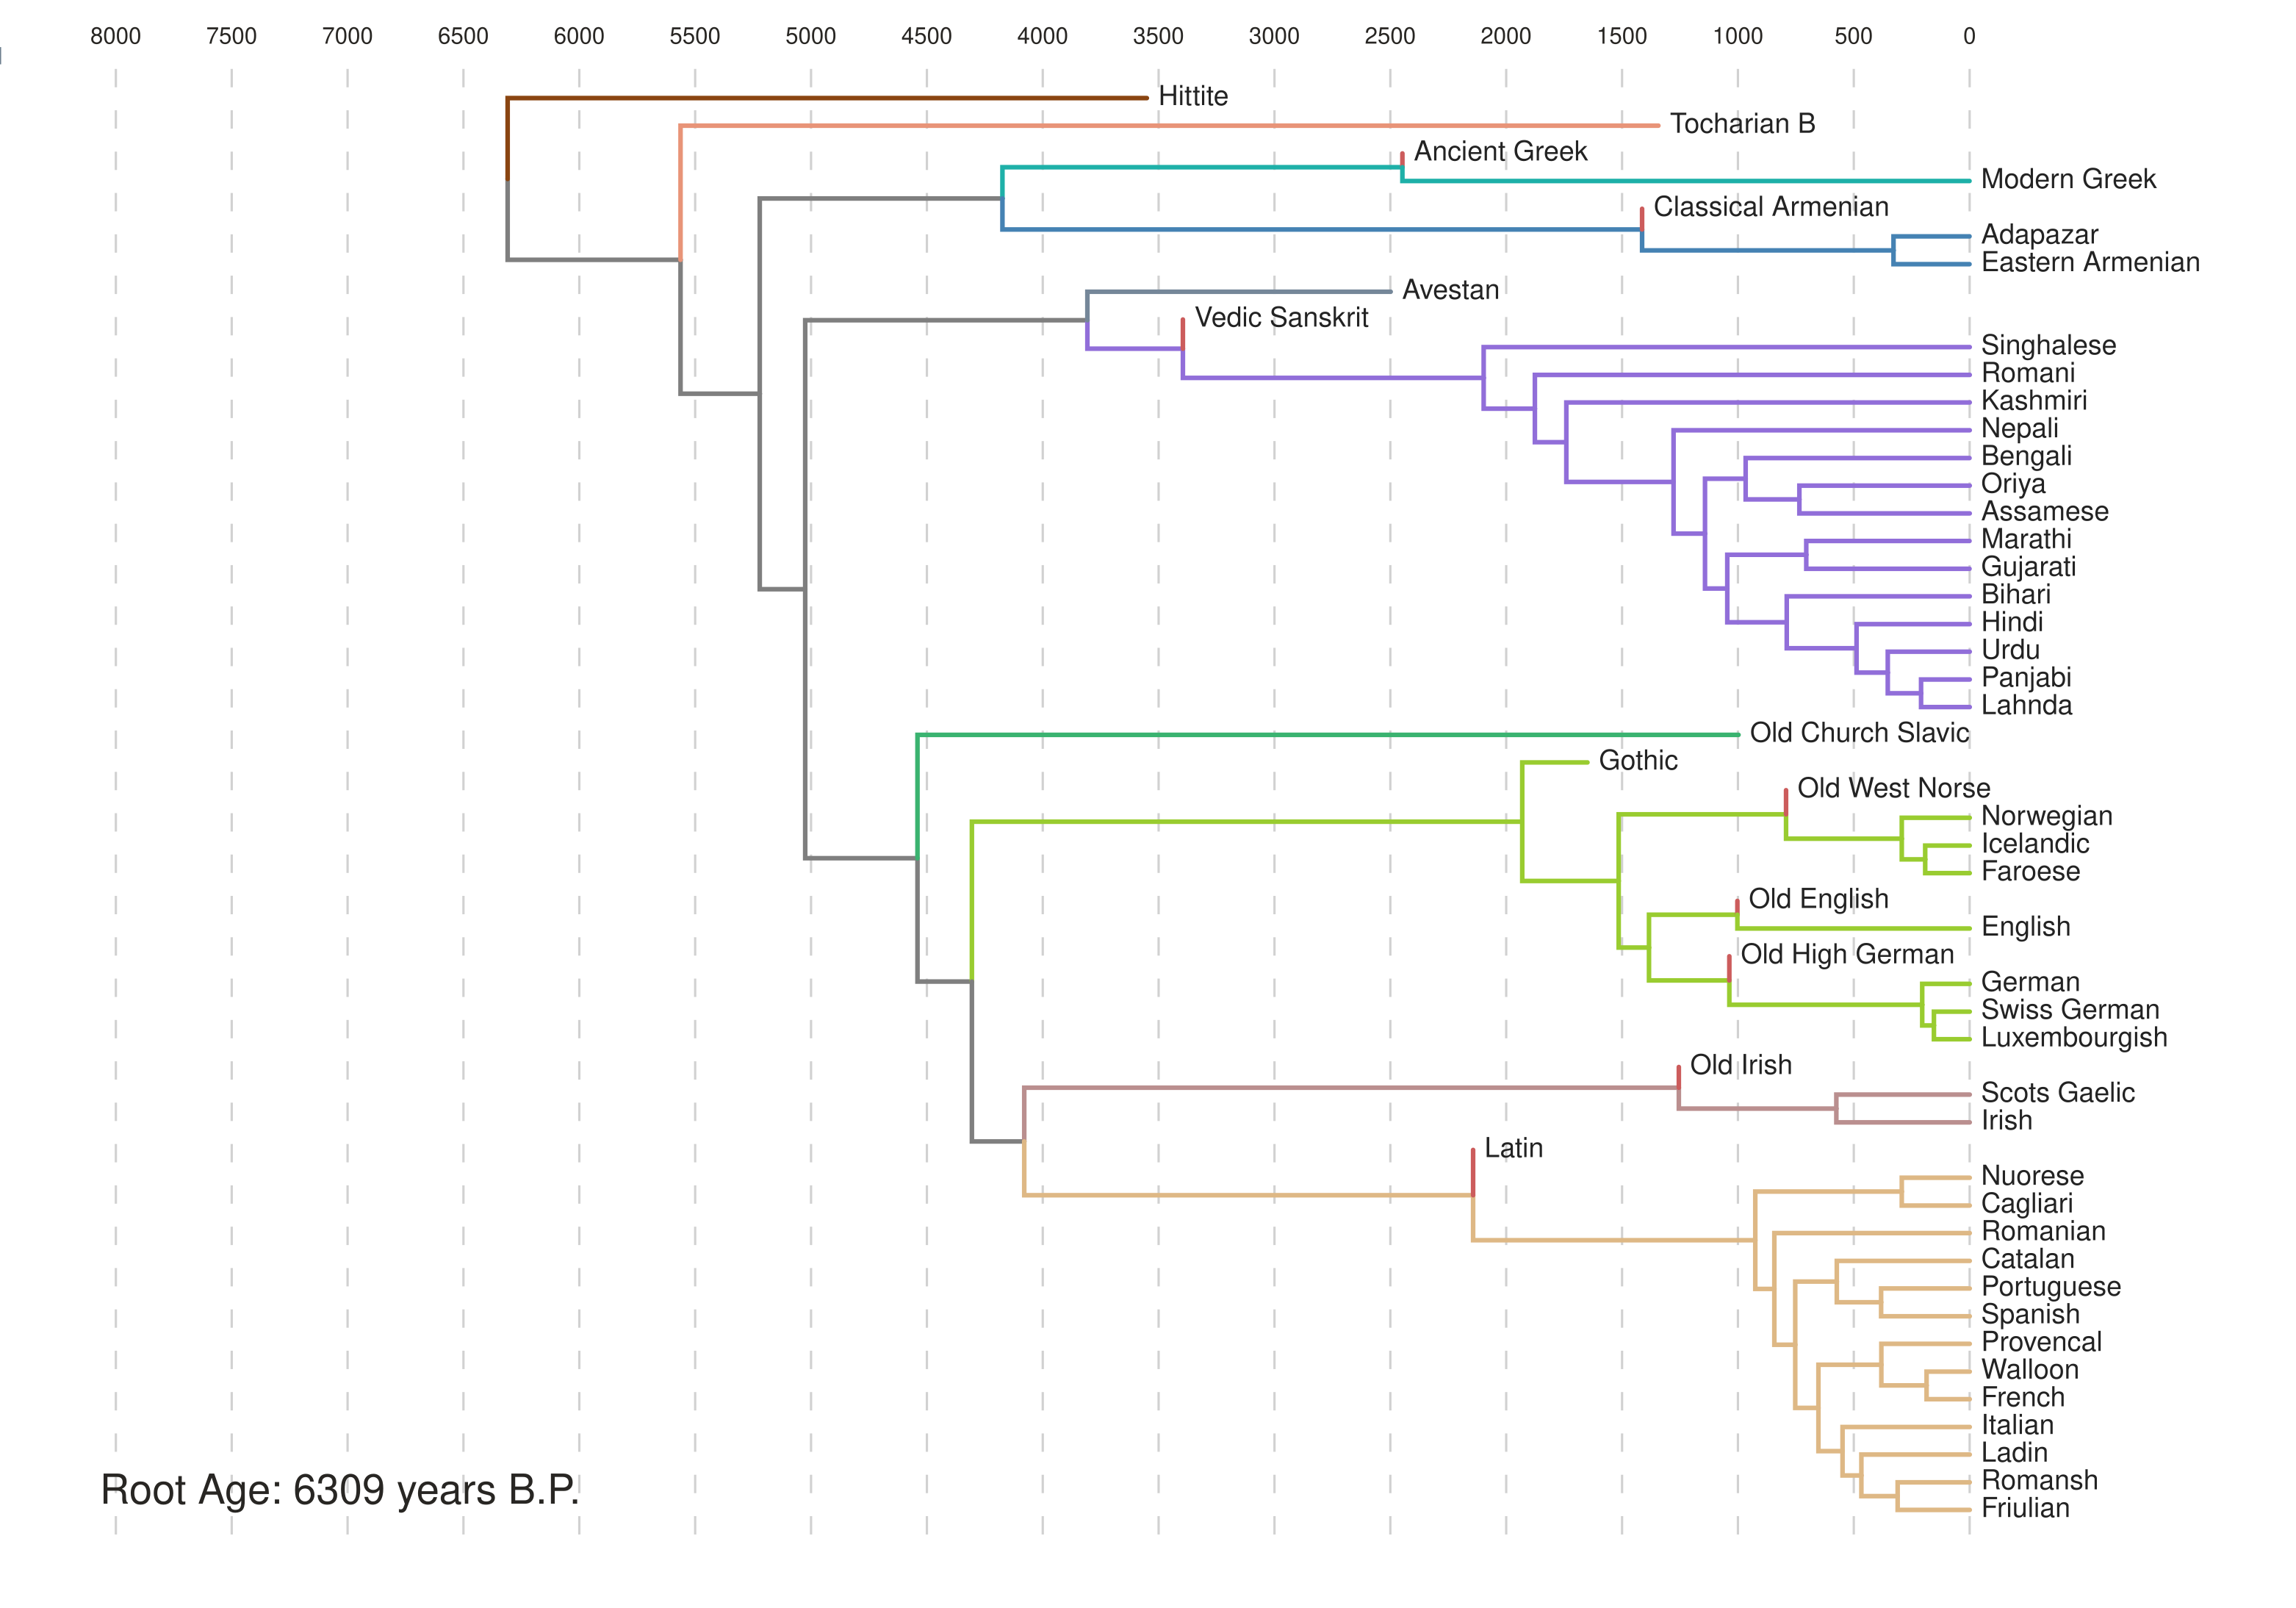 8000 7500 7000 6500 6000 5500 5000 4500 4000 3500 3000 2500 2000 1500 1000 500 0
Hittite
Tocharian B
Ancient Greek
Modern Greek
Classical Armenian
Adapazar
Eastern Armenian
Avestan
Vedic Sanskrit
Singhalese
Romani
Kashmiri
Nepali
Bengali
Oriya
Assamese
Marathi
Gujarati
Bihari
Hindi
Urdu
Panjabi
Lahnda
Old Church Slavic
Gothic
Old West Norse
Norwegian
Icelandic
Faroese
Old English
English
Old High German
German
Swiss German
Luxembourgish
Old Irish
Scots Gaelic
Irish
Latin
Nuorese
Cagliari
Romanian
Catalan
Portuguese
Spanish
Provencal
Walloon
French
Italian
Ladin
Romansh
Friulian
Root Age: 6309 years B.P.